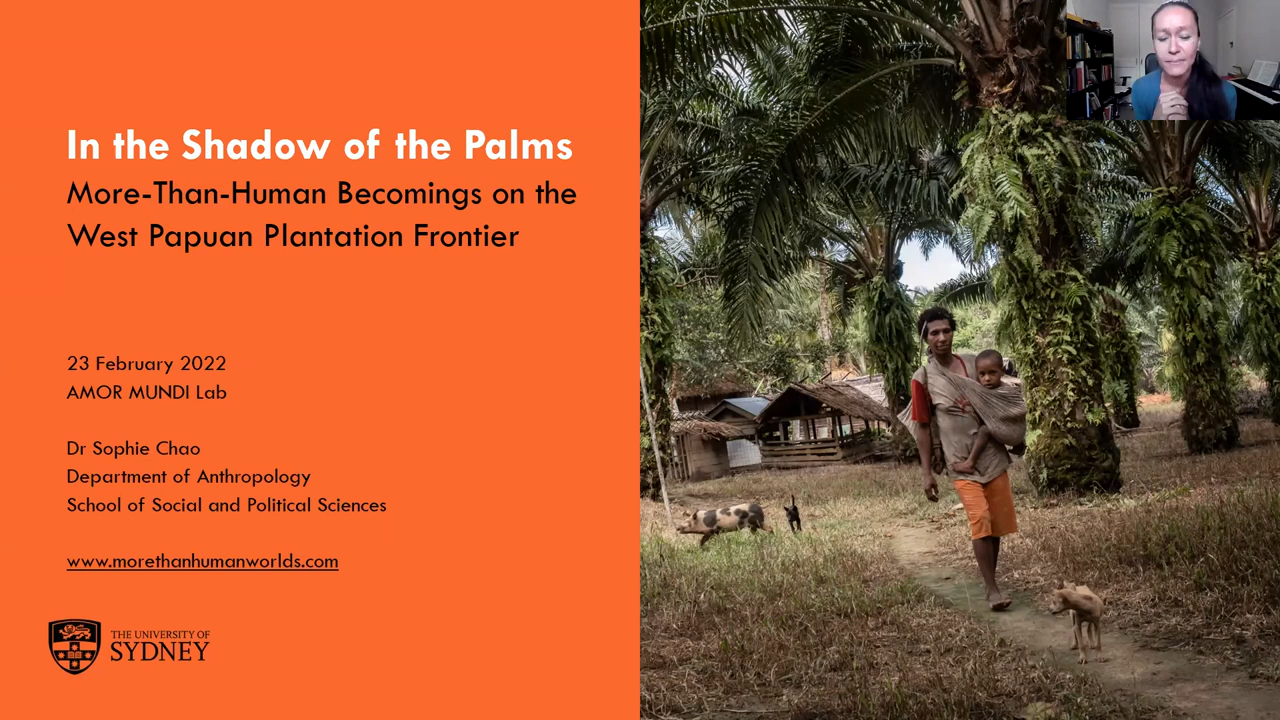 In the Shadow of the Palms
More-Than-Human Becomings on the
West Papuan Plantation Frontier
23 February 2022
AMOR MUNDI Lab
Dr Sophie Chao
Department of Anthropology
School of Social and Political Sciences
www.morethanhumanworlds.com
THE UNIVERSITY OF
SYDNEY